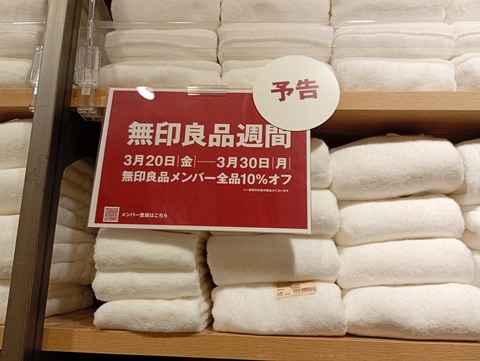 予告
無印良品週間
3月20日|金|—3月30日|月|
無印良品メンバー全品10%オフ
メンバー登録はこちら